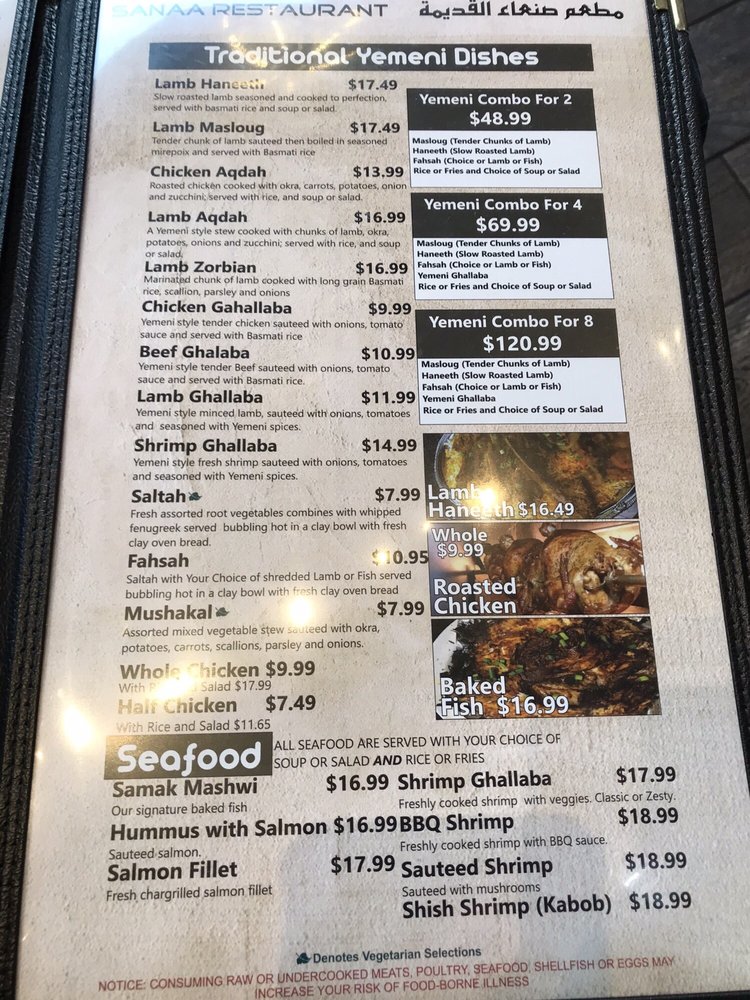 SANAA RESTAURANT مطعم صنعاء القديمة
Traditional Yemeni Dishes
Lamb Haneeth $17.49
Slow roasted lamb seasoned and cooked to perfection,
served with basmati rice and soup or salad.
Lamb Masloug $17.49
Tender chunk of lamb sauteed then boiled in seasoned
mirepoix and served with Basmati rice
Chicken Aqdah $13.99
Roasted chicken cooked with okra, carrots, potatoes, onion
and zucchini; served with rice, and soup or salad.
Lamb Aqdah $16.99
A Yemeni style stew cooked with chunks of lamb, okra,
potatoes, onions and zucchini; served with rice, and soup
or salad.
Lamb Zorbian $16.99
Marinated chunk of lamb cooked with long grain Basmati
rice, scallion, parsley and onions
Chicken Gahallaba $9.99
Yemeni style tender chicken sauteed with onions, tomato
sauce and served with Basmati rice
Beef Ghalaba $10.99
Yemeni style tender Beef sauteed with onions, tomato
sauce and served with Basmati rice.
Lamb Ghallaba $11.99
Yemeni style minced lamb, sauteed with onions, tomatoes
and seasoned with Yemeni spices.
Shrimp Ghallaba $14.99
Yemeni style fresh shrimp sauteed with onions, tomatoes
and seasoned with Yemeni spices.
Saltah $7.99
Fresh assorted root vegetables combines with whipped
fenugreek served bubbling hot in a clay bowl with fresh
clay oven bread.
Fahsah $10.95
Saltah with Your Choice of shredded Lamb or Fish served
bubbling hot in a clay bowl with fresh clay oven bread
Mushakal $7.99
Assorted mixed vegetable stew sauteed with okra,
potatoes, carrots, scallions, parsley and onions.
Whole Chicken $9.99
With Salad $17.99
Half Chicken $7.49
With Rice and Salad $11.65
Yemeni Combo For 2
$48.99
Masloug (Tender Chunks of Lamb)
Haneeth (Slow Roasted Lamb)
Fahsah (Choice or Lamb or Fish)
Rice or Fries and Choice of Soup or Salad
Yemeni Combo For 4
$69.99
Masloug (Tender Chunks of Lamb)
Haneeth (Slow Roasted Lamb)
Fahsah (Choice or Lamb or Fish)
Yemeni Ghallaba
Rice or Fries and Choice of Soup or Salad
Yemeni Combo For 8
$120.99
Masloug (Tender Chunks of Lamb)
Haneeth (Slow Roasted Lamb)
Fahsah (Choice or Lamb or Fish)
Yemeni Ghallaba
Rice or Fries and Choice of Soup or Salad
Lamb
Haneeth $16.49
Whole
$9.99
Roasted
Chicken
Baked
Fish $16.99
Seafood
ALL SEAFOOD ARE SERVED WITH YOUR CHOICE OF
SOUP OR SALAD AND RICE OR FRIES
Samak Mashwi $16.99
Our signature baked fish
Hummus with Salmon $16.99
Sauteed salmon.
Salmon Fillet $17.99
Fresh chargrilled salmon fillet
Shrimp Ghallaba $17.99
Freshly cooked shrimp with veggies. Classic or Zesty.
BBQ Shrimp $18.99
Freshly cooked shrimp with BBQ sauce.
Sauteed Shrimp $18.99
Sauteed with mushrooms
Shish Shrimp (Kabob) $18.99
Denotes Vegetarian Selections
NOTICE: CONSUMING RAW OR UNDERCOOKED MEATS, POULTRY, SEAFOOD, SHELLFISH OR EGGS MAY
INCREASE YOUR RISK OF FOOD-BORNE ILLNESS